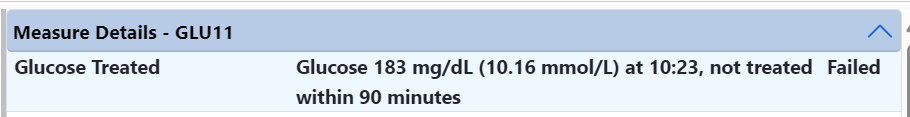 Measure Details - GLU11
Glucose Treated Glucose 183 mg/dL (10.16 mmol/L) at 10:23, not treated Failed
within 90 minutes